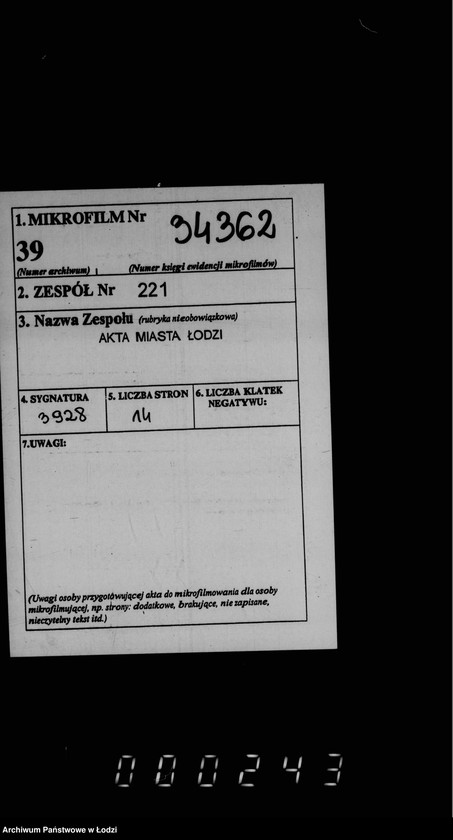 1. MIKROFILM Nr 34362
39
(Numer archiwum) (Numer księgi ewidencji mikrofilmów)
2. ZESPÓŁ Nr 221
3. Nazwa Zespołu (rubryka nieobowiązkowa)
AKTA MIASTA ŁODZI
4. SYGNATURA
3928
5. LICZBA STRON
14
6. LICZBA KLATEK
NEGATYWU:
7.UWAGI:
(Uwagi osoby przygotówującej akta do mikrofilmowania dla osoby
mikrofilmującej, np. strony: dodatkowe, brakujące, nie zapisane,
nieczytelny tekst itd.)
000243
Archiwum Państwowe w Łodzi